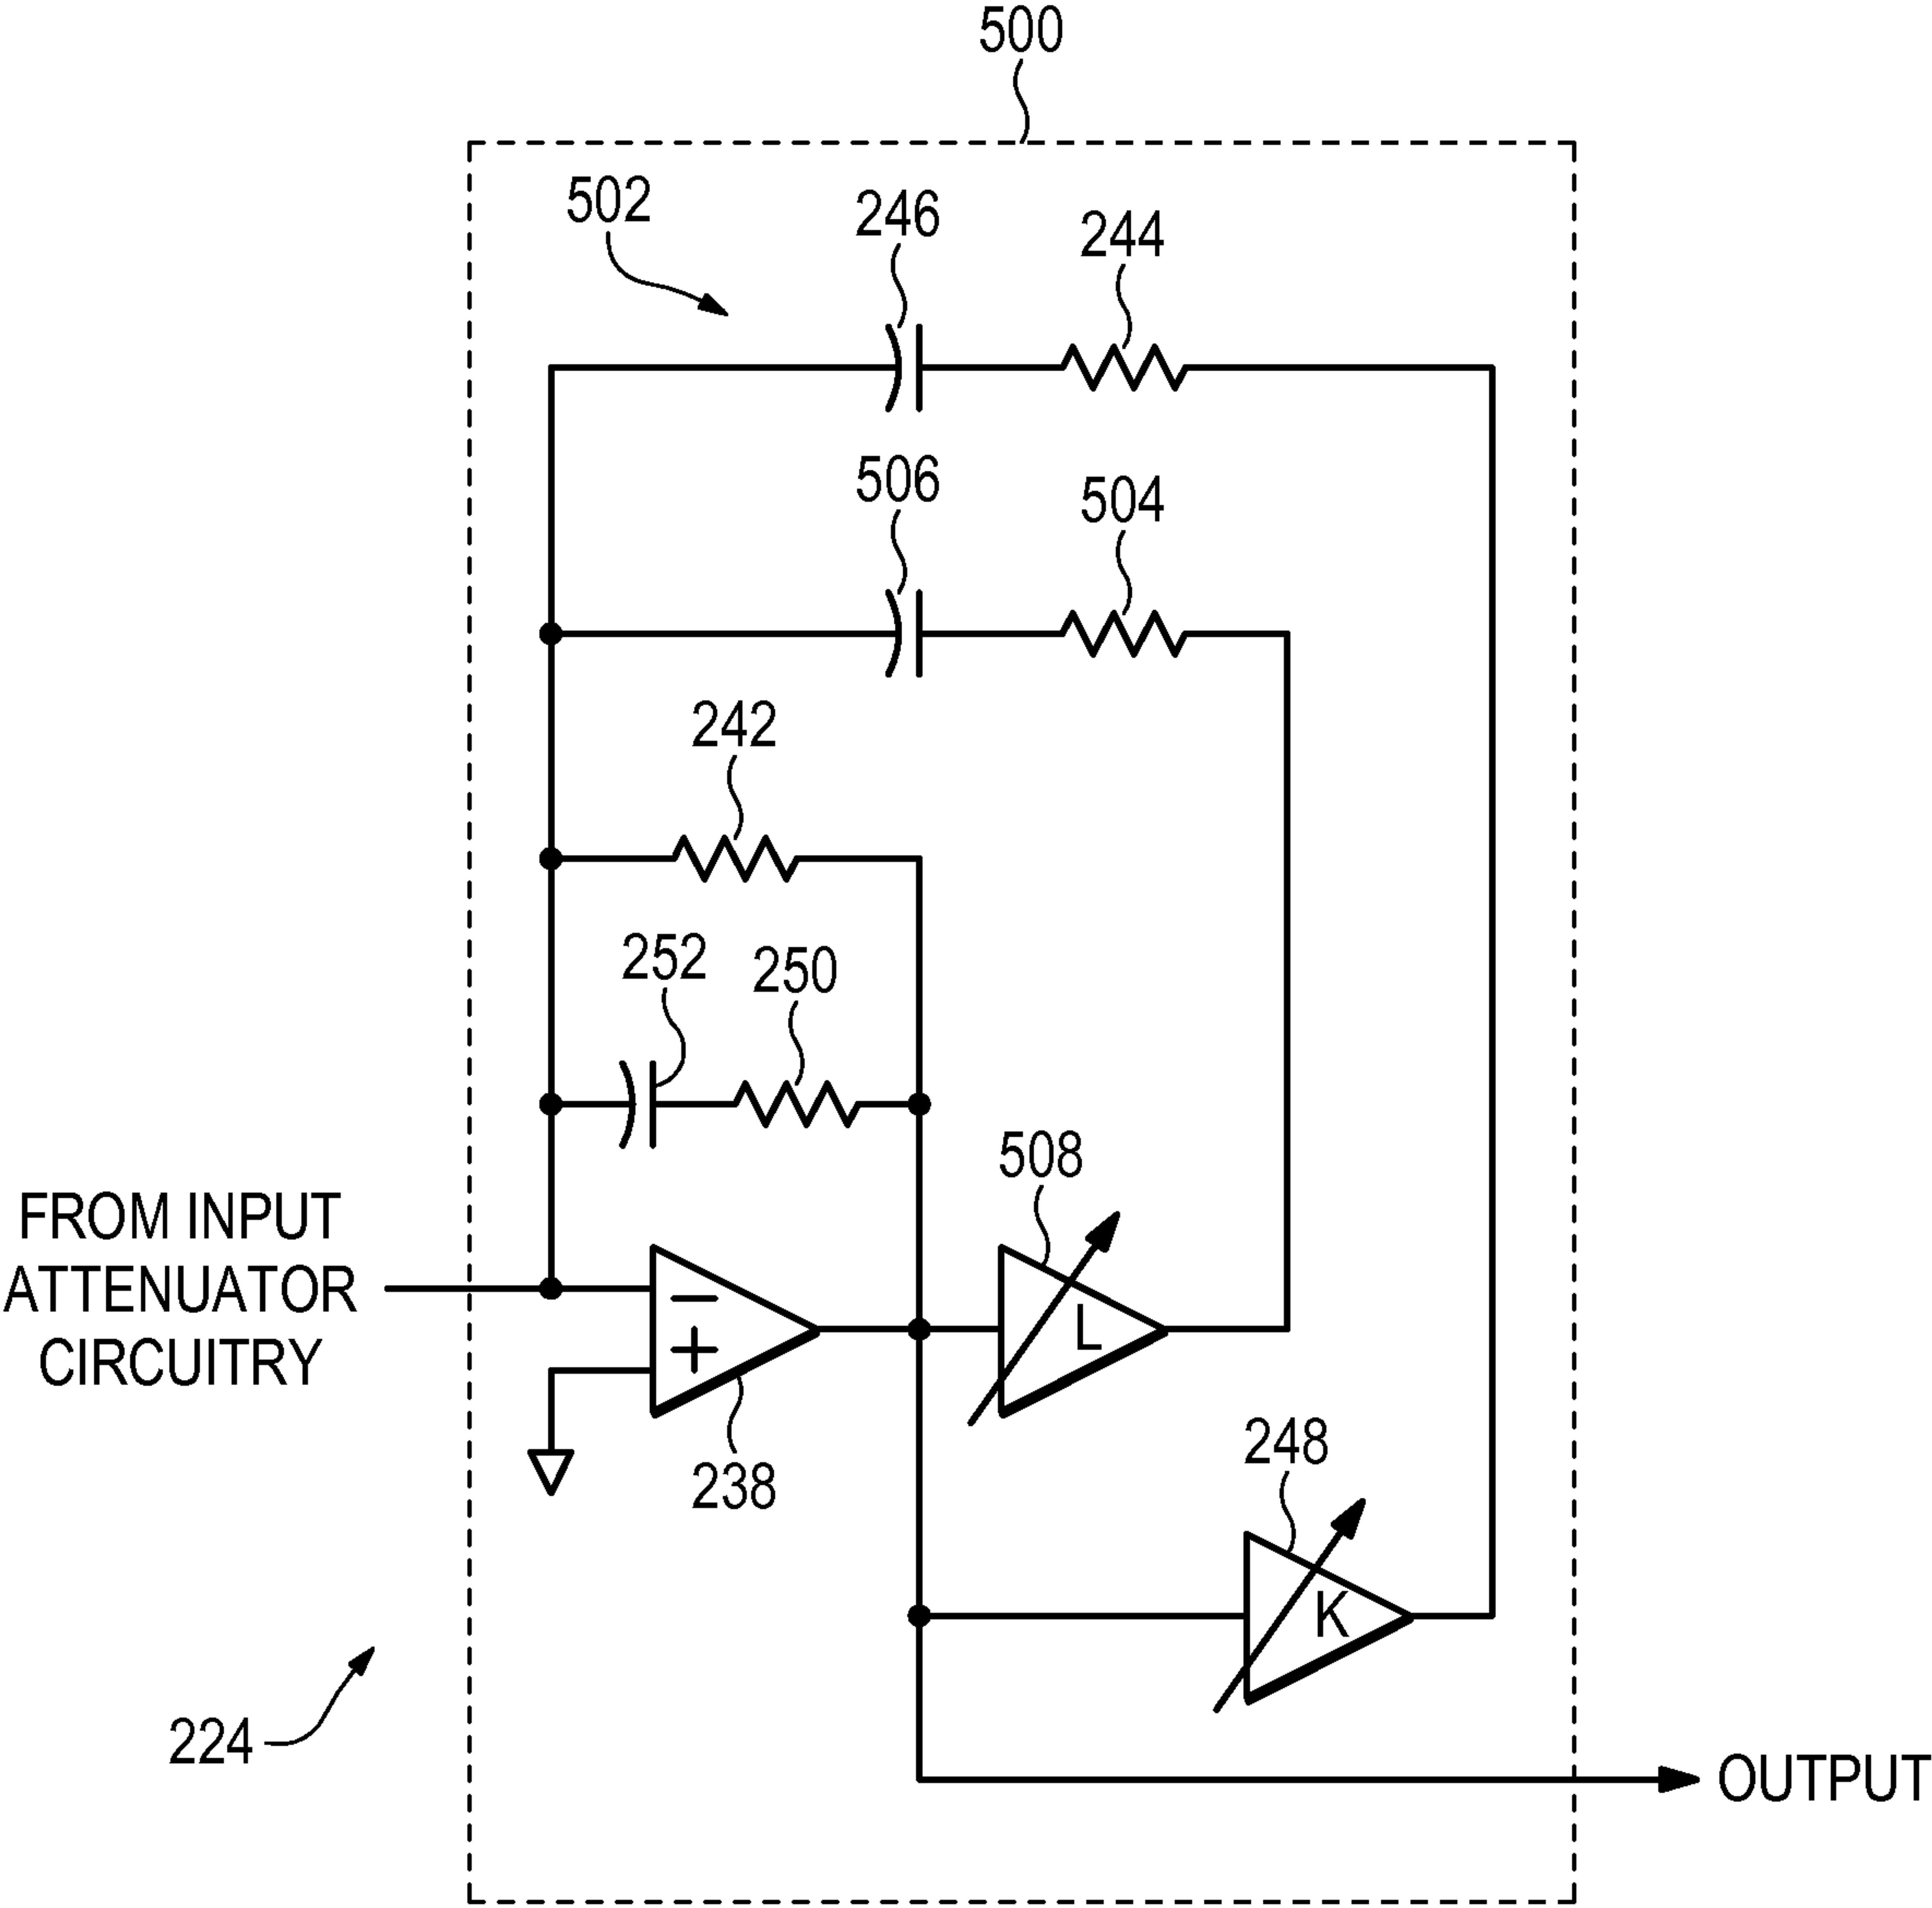 500
502
246
244
506
504
242
252
250
508
FROM INPUT
ATTENUATOR
CIRCUITRY
−
+
L
238
248
K
224
OUTPUT